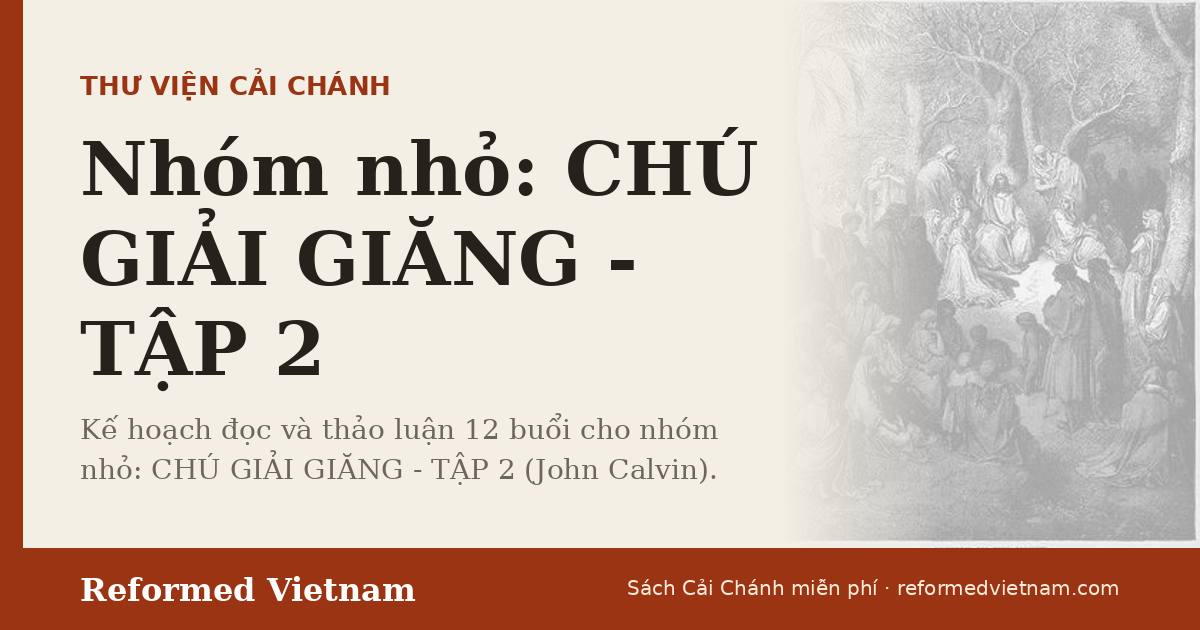 THƯ VIỆN CẢI CHÁNH
Nhóm nhỏ: CHÚ
GIẢI GIĂNG -
TẬP 2
Kế hoạch đọc và thảo luận 12 buổi cho nhóm
nhỏ: CHÚ GIẢI GIĂNG - TẬP 2 (John Calvin).
Reformed Vietnam
Sách Cải Chánh miễn phí · reformedvietnam.com